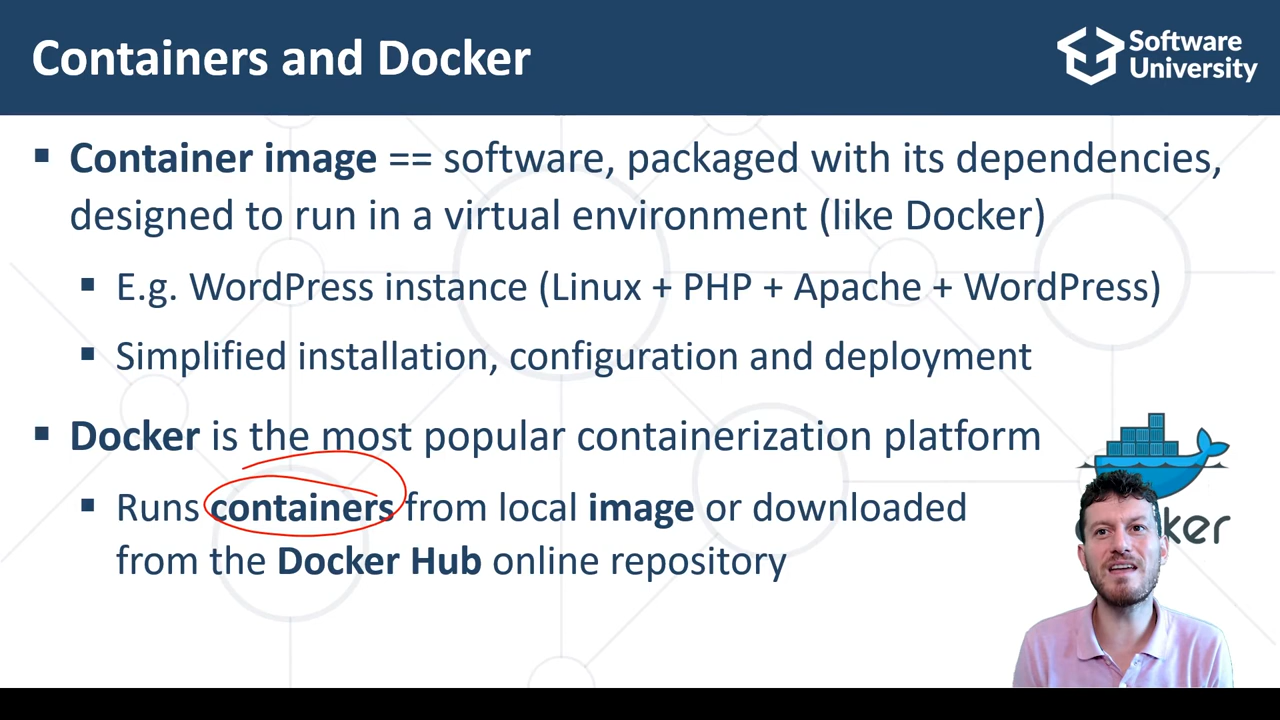 Containers and Docker
Software
University
Container image == software, packaged with its dependencies,
designed to run in a virtual environment (like Docker)
E.g. WordPress instance (Linux + PHP + Apache + WordPress)
Simplified installation, configuration and deployment
Docker is the most popular containerization platform
Runs containers from local image or downloaded
from the Docker Hub online repository